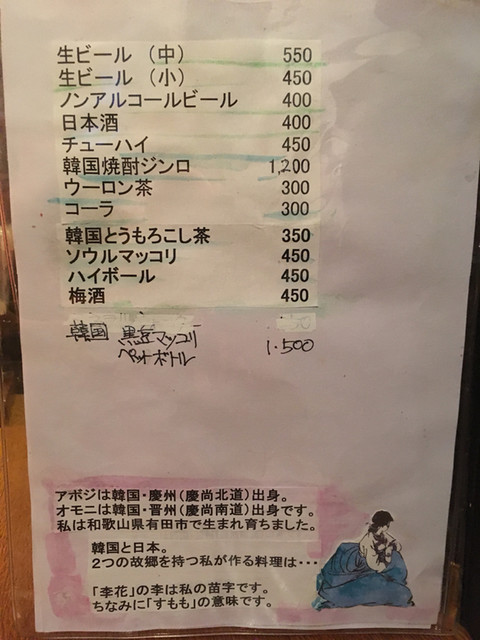 生ビール (中) 550
生ビール (小) 450
ノンアルコールビール 400
日本酒 400
チューハイ 450
韓国焼酎ジンロ 1,200
ウーロン茶 300
コーラ 300
韓国とうもろこし茶 350
ソウルマッコリ 450
ハイボール 450
梅酒 450
韓国 黒豆マッコリ
ペットボトル 1.500
アボジは韓国・慶州(慶尚北道)出身。
オモニは韓国・晋州(慶尚南道)出身です。
私は和歌山県有田市で生まれ育ちました。
韓国と日本。
2つの故郷を持つ私が作る料理は・・・
「李花」の李は私の苗字です。
ちなみに「すもも」の意味です。